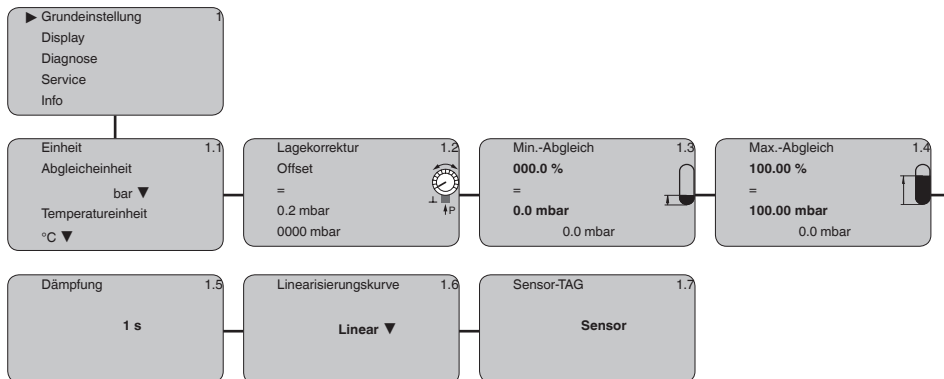 ▶ Grundeinstellung 1
Display
Diagnose
Service
Info
Einheit 1.1
Abgleicheinheit
bar ▼
Temperatureinheit
°C ▼
Lagekorrektur 1.2
Offset
=
0.2 mbar
0000 mbar
P
Min.-Abgleich 1.3
000.0 %
=
0.0 mbar
0.0 mbar
Max.-Abgleich 1.4
100.00 %
=
100.00 mbar
0.0 mbar
Dämpfung 1.5
1 s
Linearisierungskurve 1.6
Linear ▼
Sensor-TAG 1.7
Sensor